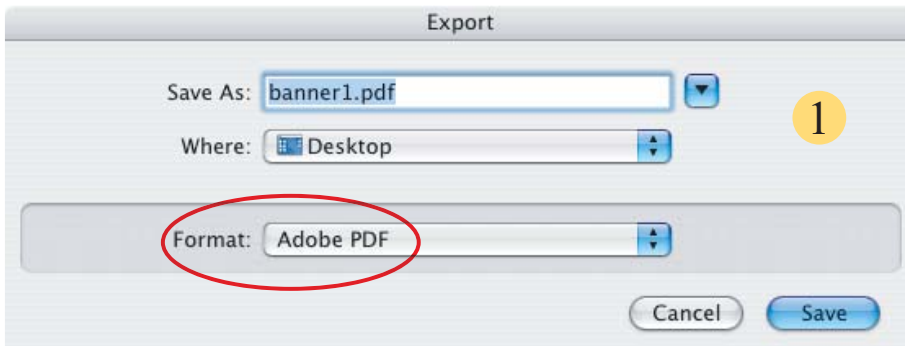 Export
Save As: banner1.pdf
1
Where: Desktop
Format: Adobe PDF
Cancel Save